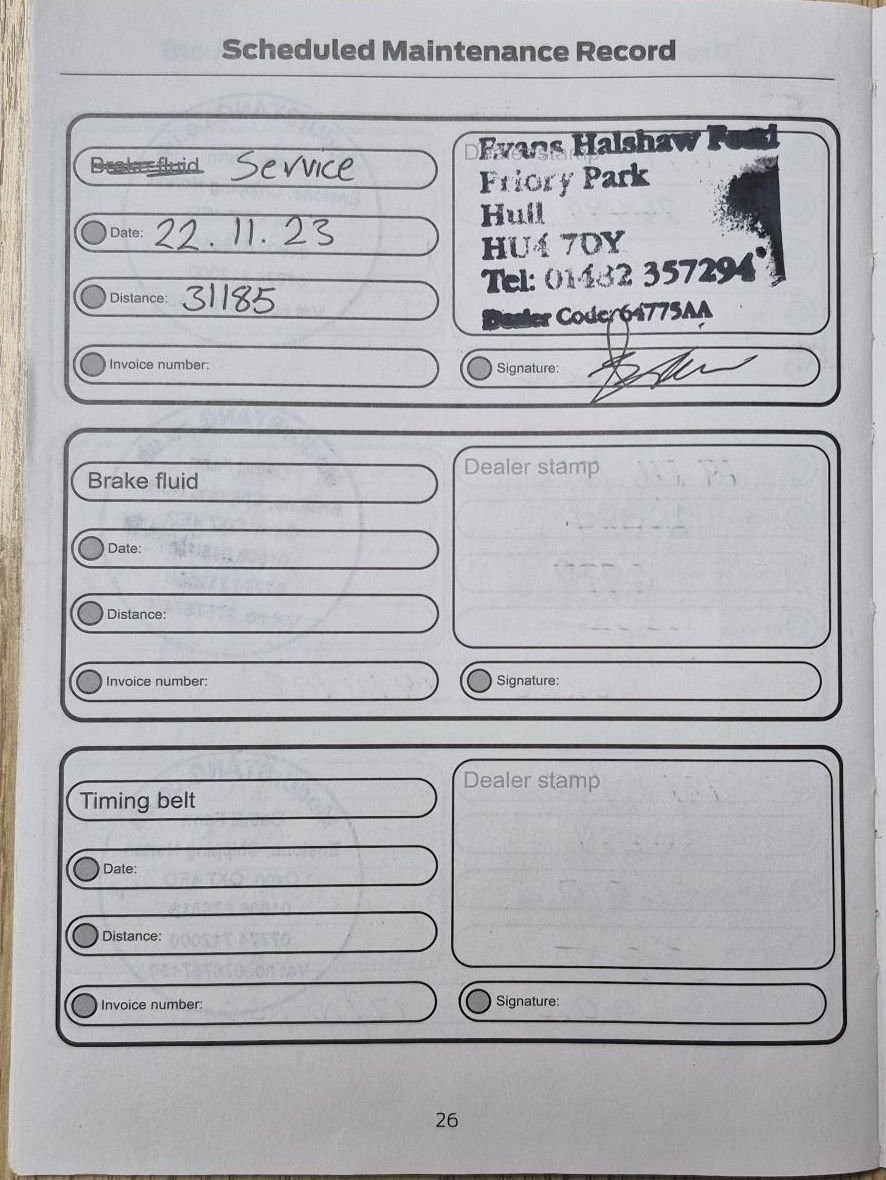 Scheduled Maintenance Record
Brake fluid Service
Date: 22.11.23
Distance: 31185
Invoice number:
Dealer stamp
Evans Halshaw Ford
Priory Park
Hull
HU4 7DY
Tel: 01482 357294
Dealer Code: 64775AA
Signature:
Brake fluid
Date:
Distance:
Invoice number:
Dealer stamp
Signature:
Timing belt
Date:
Distance:
Invoice number:
Dealer stamp
Signature:
26